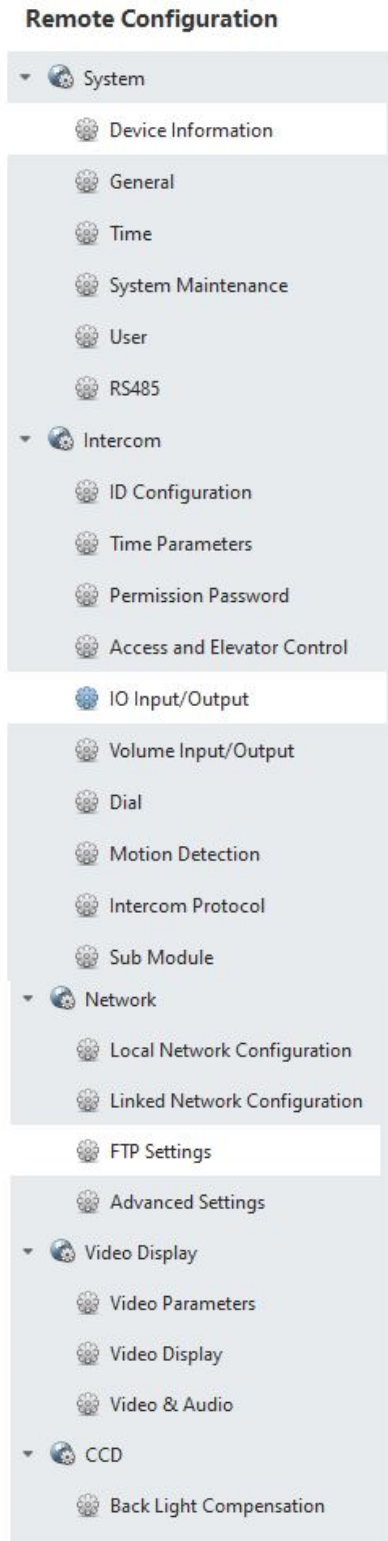 Remote Configuration
System
Device Information
General
Time
System Maintenance
User
RS485
Intercom
ID Configuration
Time Parameters
Permission Password
Access and Elevator Control
IO Input/Output
Volume Input/Output
Dial
Motion Detection
Intercom Protocol
Sub Module
Network
Local Network Configuration
Linked Network Configuration
FTP Settings
Advanced Settings
Video Display
Video Parameters
Video Display
Video & Audio
CCD
Back Light Compensation